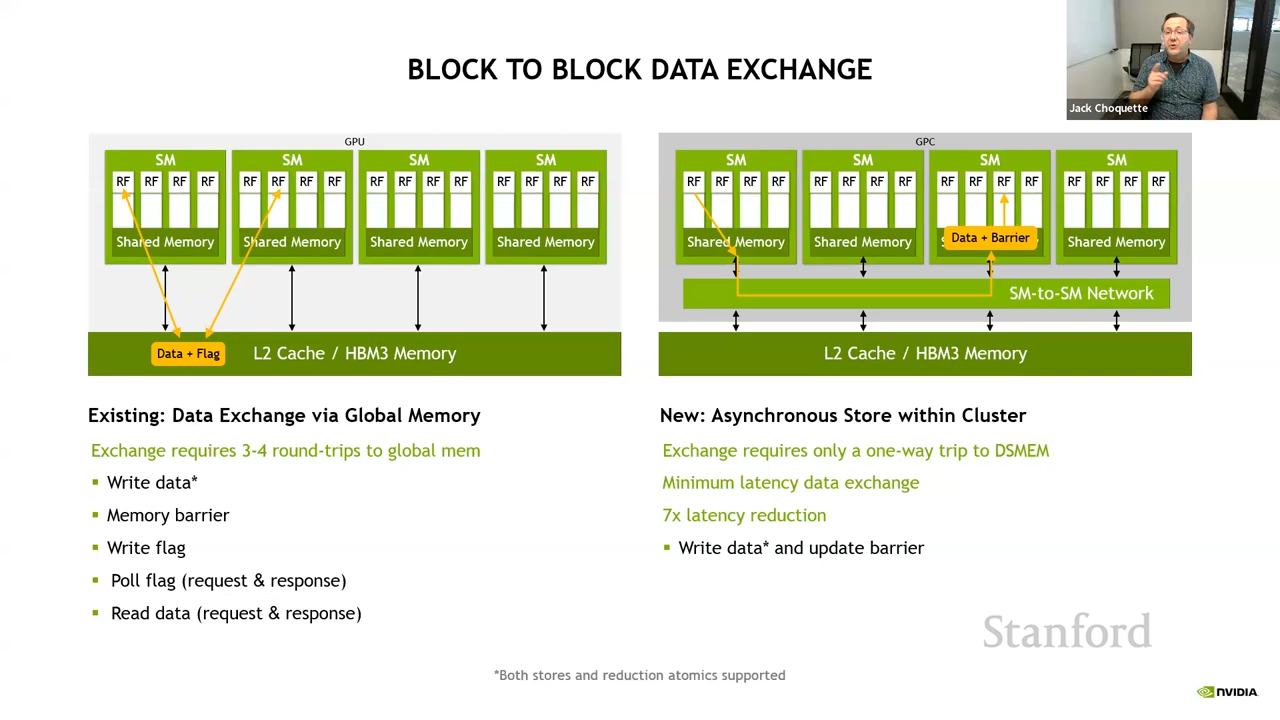 BLOCK TO BLOCK DATA EXCHANGE
Jack Choquette
GPU
SM SM SM SM
RF RF RF RF RF RF RF RF RF RF RF RF RF RF RF RF
Shared Memory Shared Memory Shared Memory Shared Memory
Data + Flag L2 Cache / HBM3 Memory
GPC
SM SM SM SM
RF RF RF RF RF RF RF RF RF RF RF RF RF RF RF RF
Shared Memory Shared Memory Data + Barrier Shared Memory
SM-to-SM Network
L2 Cache / HBM3 Memory
Existing: Data Exchange via Global Memory
Exchange requires 3-4 round-trips to global mem
▪ Write data*
▪ Memory barrier
▪ Write flag
▪ Poll flag (request & response)
▪ Read data (request & response)
New: Asynchronous Store within Cluster
Exchange requires only a one-way trip to DSMEM
Minimum latency data exchange
7x latency reduction
▪ Write data* and update barrier
Stanford
*Both stores and reduction atomics supported
NVIDIA